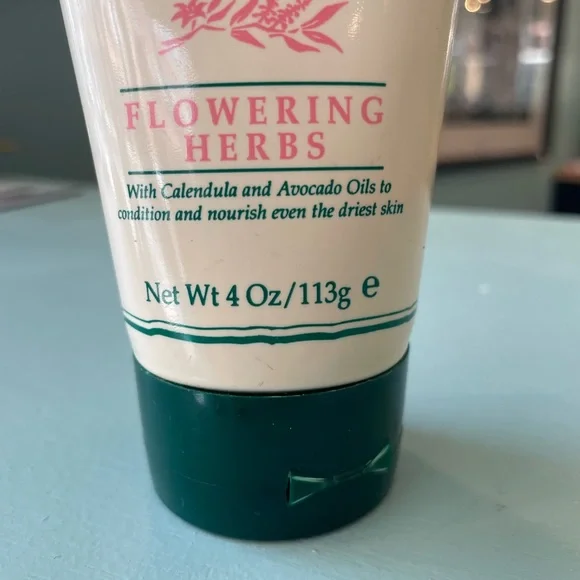 FLOWERING
HERBS
With Calendula and Avocado Oils to
condition and nourish even the driest skin
Net Wt 4 Oz/113g ℮